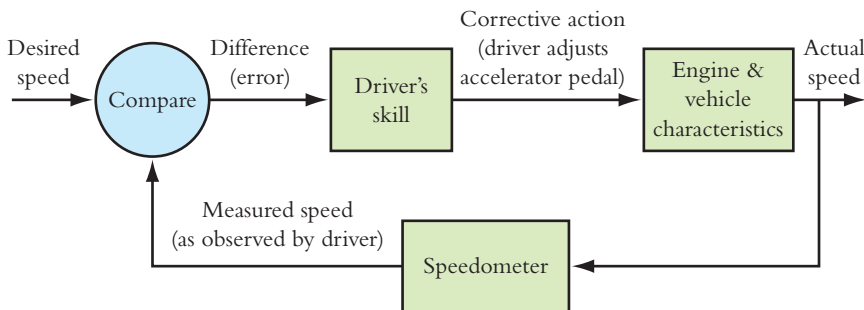 Desired
speed
Compare
Difference
(error)
Driver's
skill
Corrective action
(driver adjusts
accelerator pedal)
Engine &
vehicle
characteristics
Actual
speed
Measured speed
(as observed by driver)
Speedometer